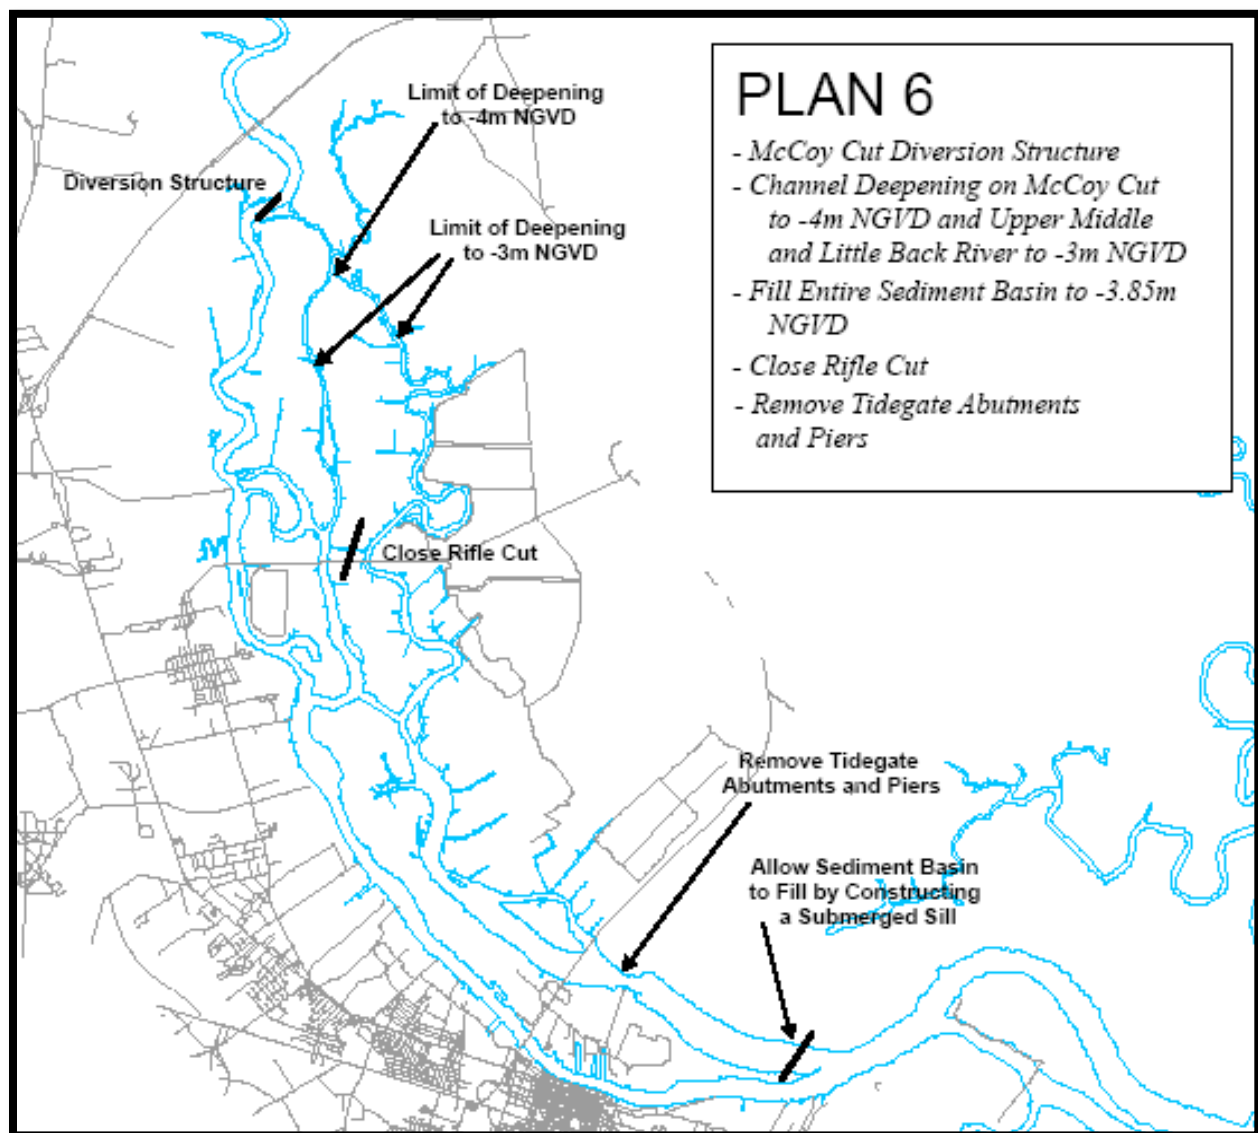 PLAN 6
- McCoy Cut Diversion Structure
- Channel Deepening on McCoy Cut
to -4m NGVD and Upper Middle
and Little Back River to -3m NGVD
- Fill Entire Sediment Basin to -3.85m
NGVD
- Close Rifle Cut
- Remove Tidegate Abutments
and Piers
Limit of Deepening
to -4m NGVD
Diversion Structure
Limit of Deepening
to -3m NGVD
Close Rifle Cut
Remove Tidegate
Abutments and Piers
Allow Sediment Basin
to Fill by Constructing
a Submerged Sill